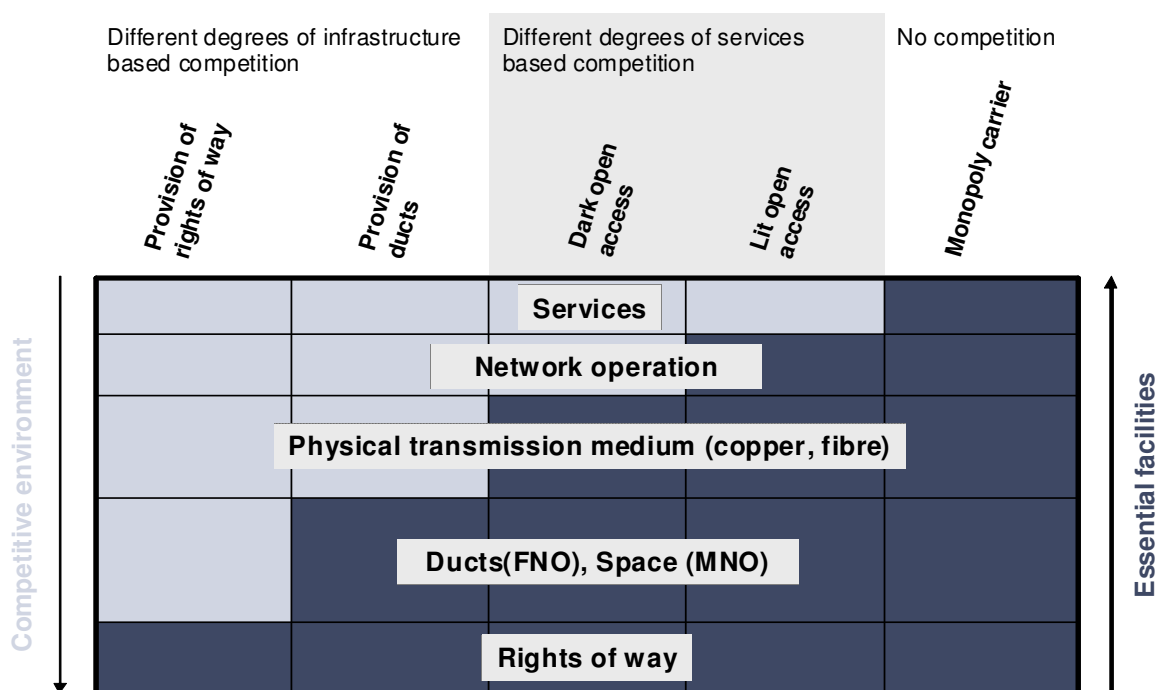 Different degrees of infrastructure
based competition
Different degrees of services
based competition
No competition
Provision of
rights of way
Provision of
ducts
Dark open
access
Lit open
access
Monopoly carrier
Competitive environment
Services
Network operation
Physical transmission medium (copper, fibre)
Ducts(FNO), Space (MNO)
Rights of way
Essential facilities